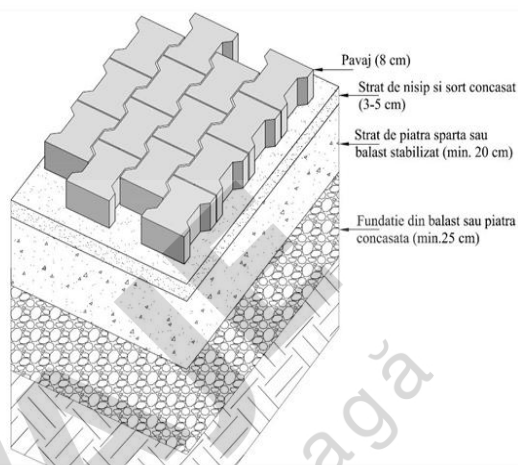 Pavaj (8 cm)
Strat de nisip si sort concasat
(3-5 cm)
Strat de piatra sparta sau
balast stabilizat (min. 20 cm)
Fundatie din balast sau piatra
concasata (min.25 cm)